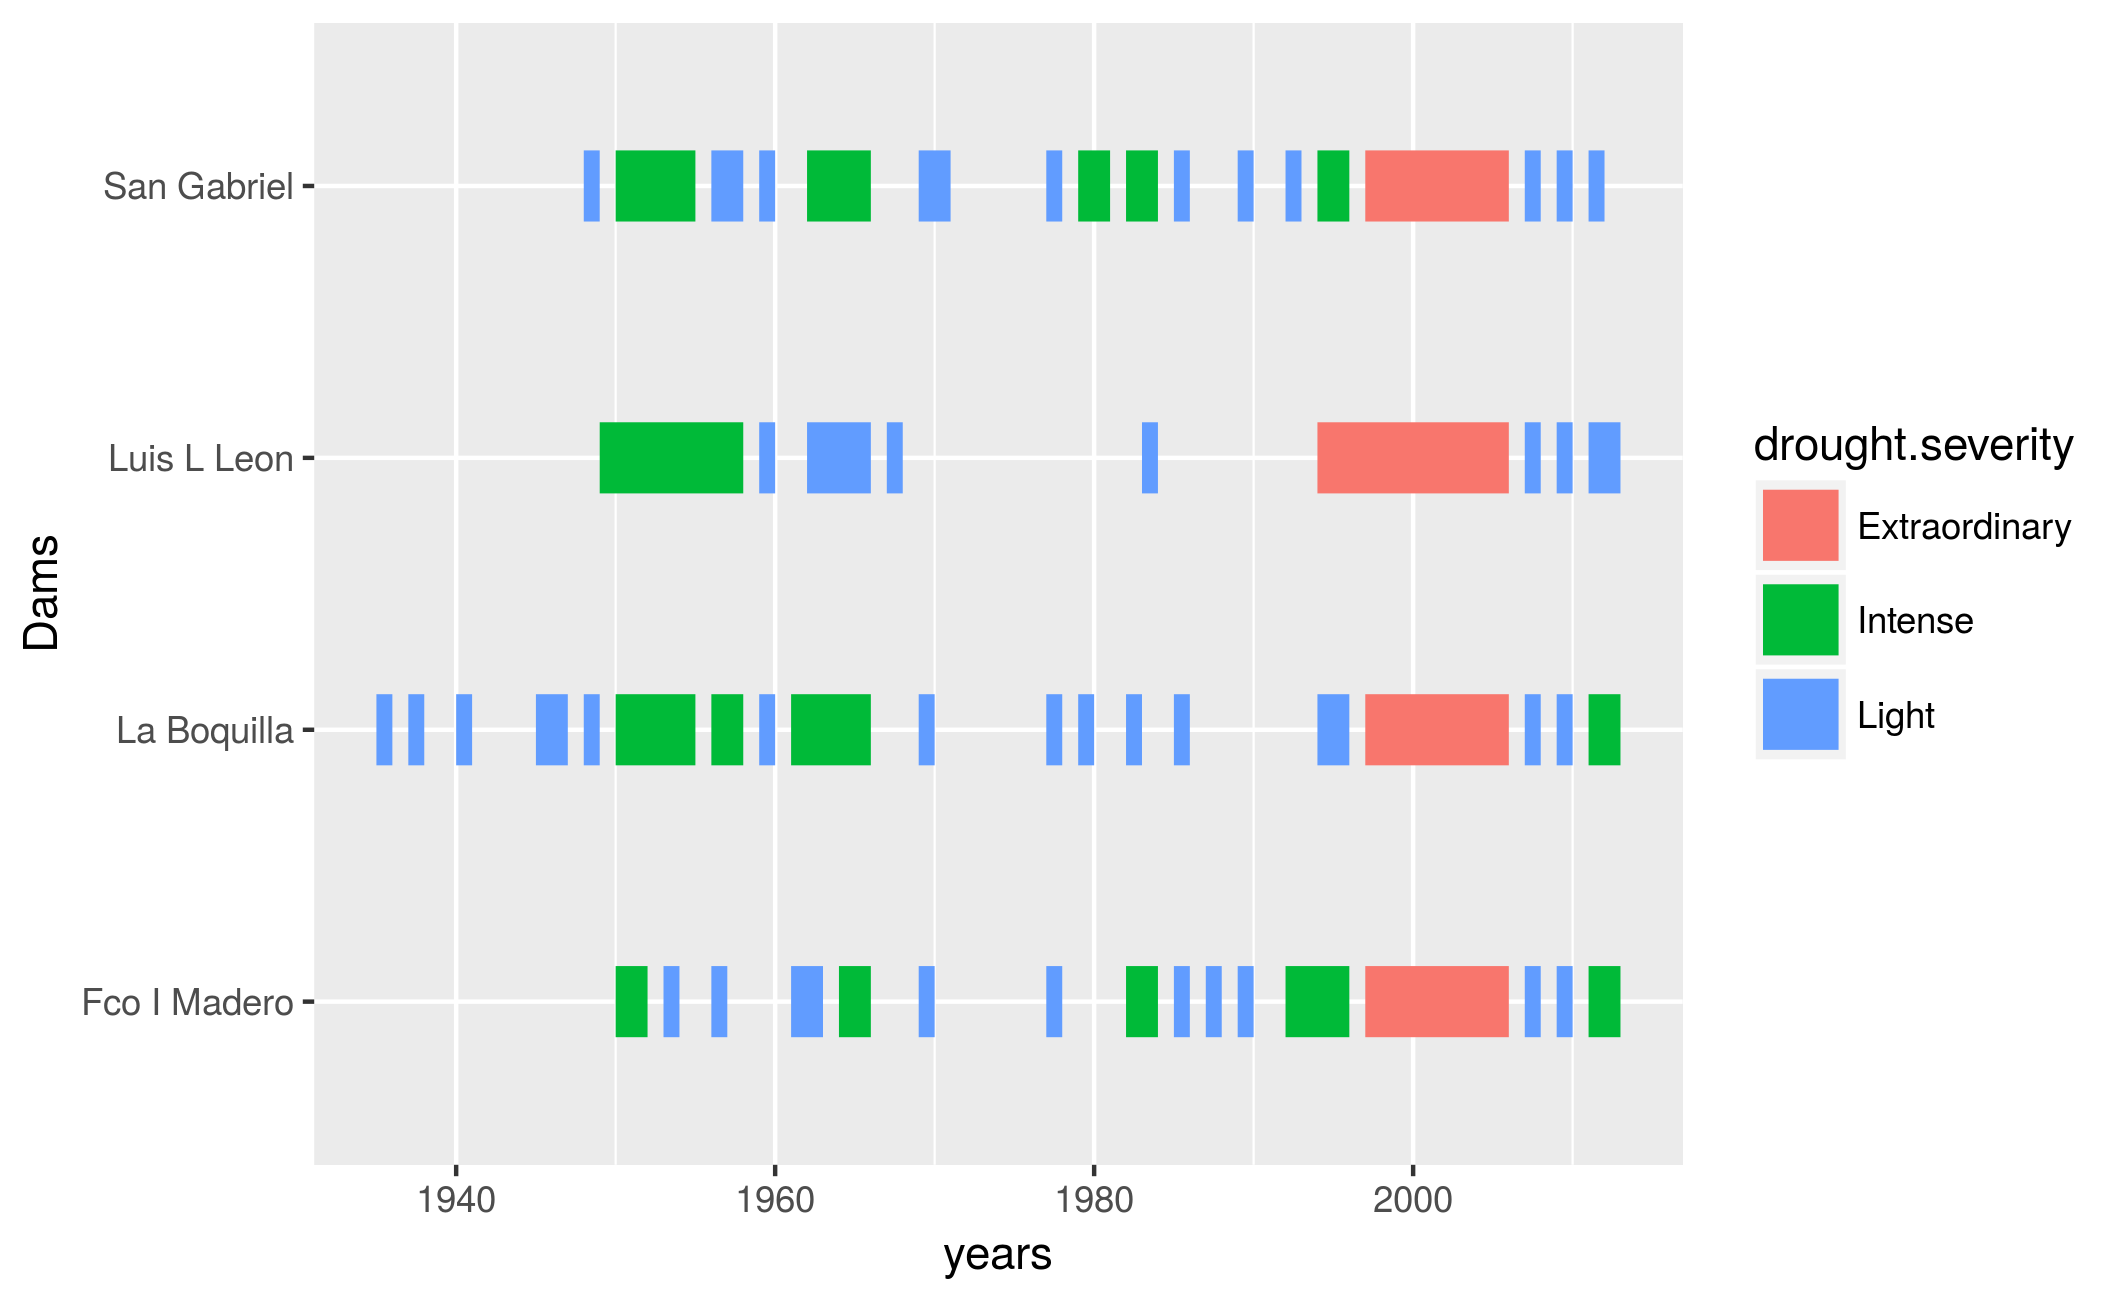 San Gabriel
Luis L Leon
La Boquilla
Fco I Madero
Dams
1940 1960 1980 2000
years
drought.severity
Extraordinary
Intense
Light